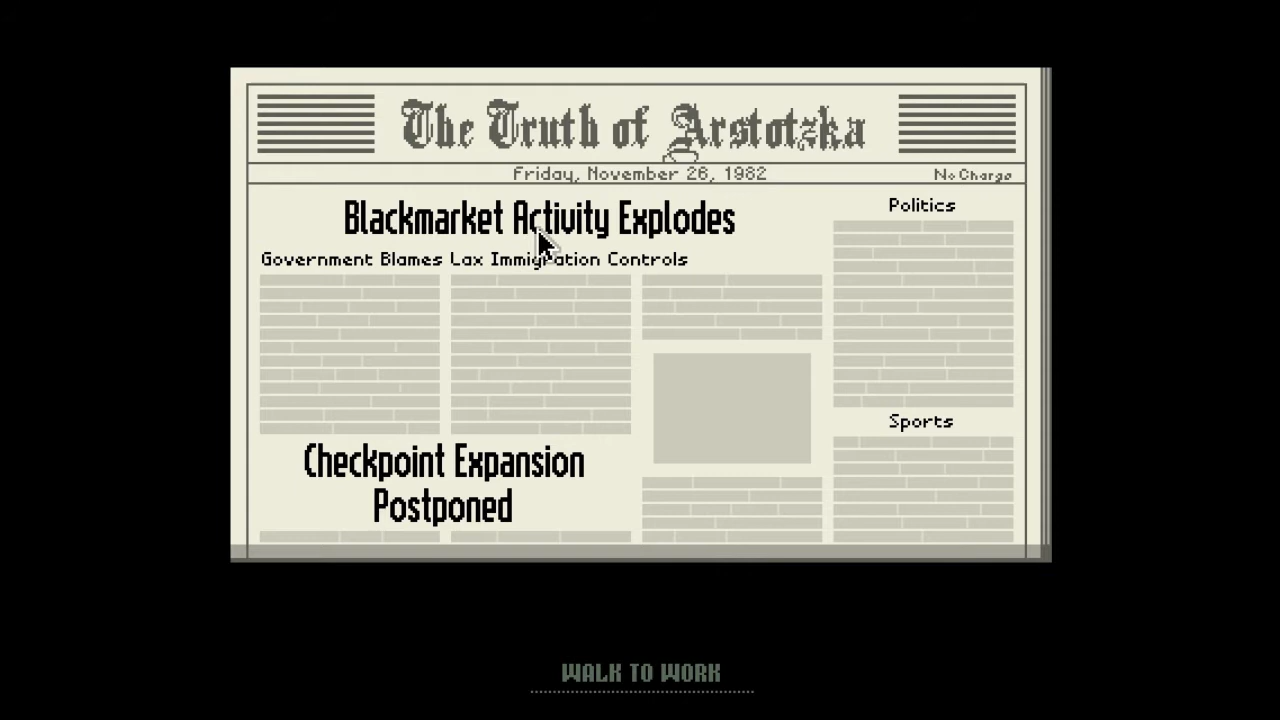 The Truth of Arstotzka
Friday, November 26, 1982
No Charge
Blackmarket Activity Explodes
Government Blames Lax Immigration Controls
Checkpoint Expansion
Postponed
Politics
Sports
WALK TO WORK